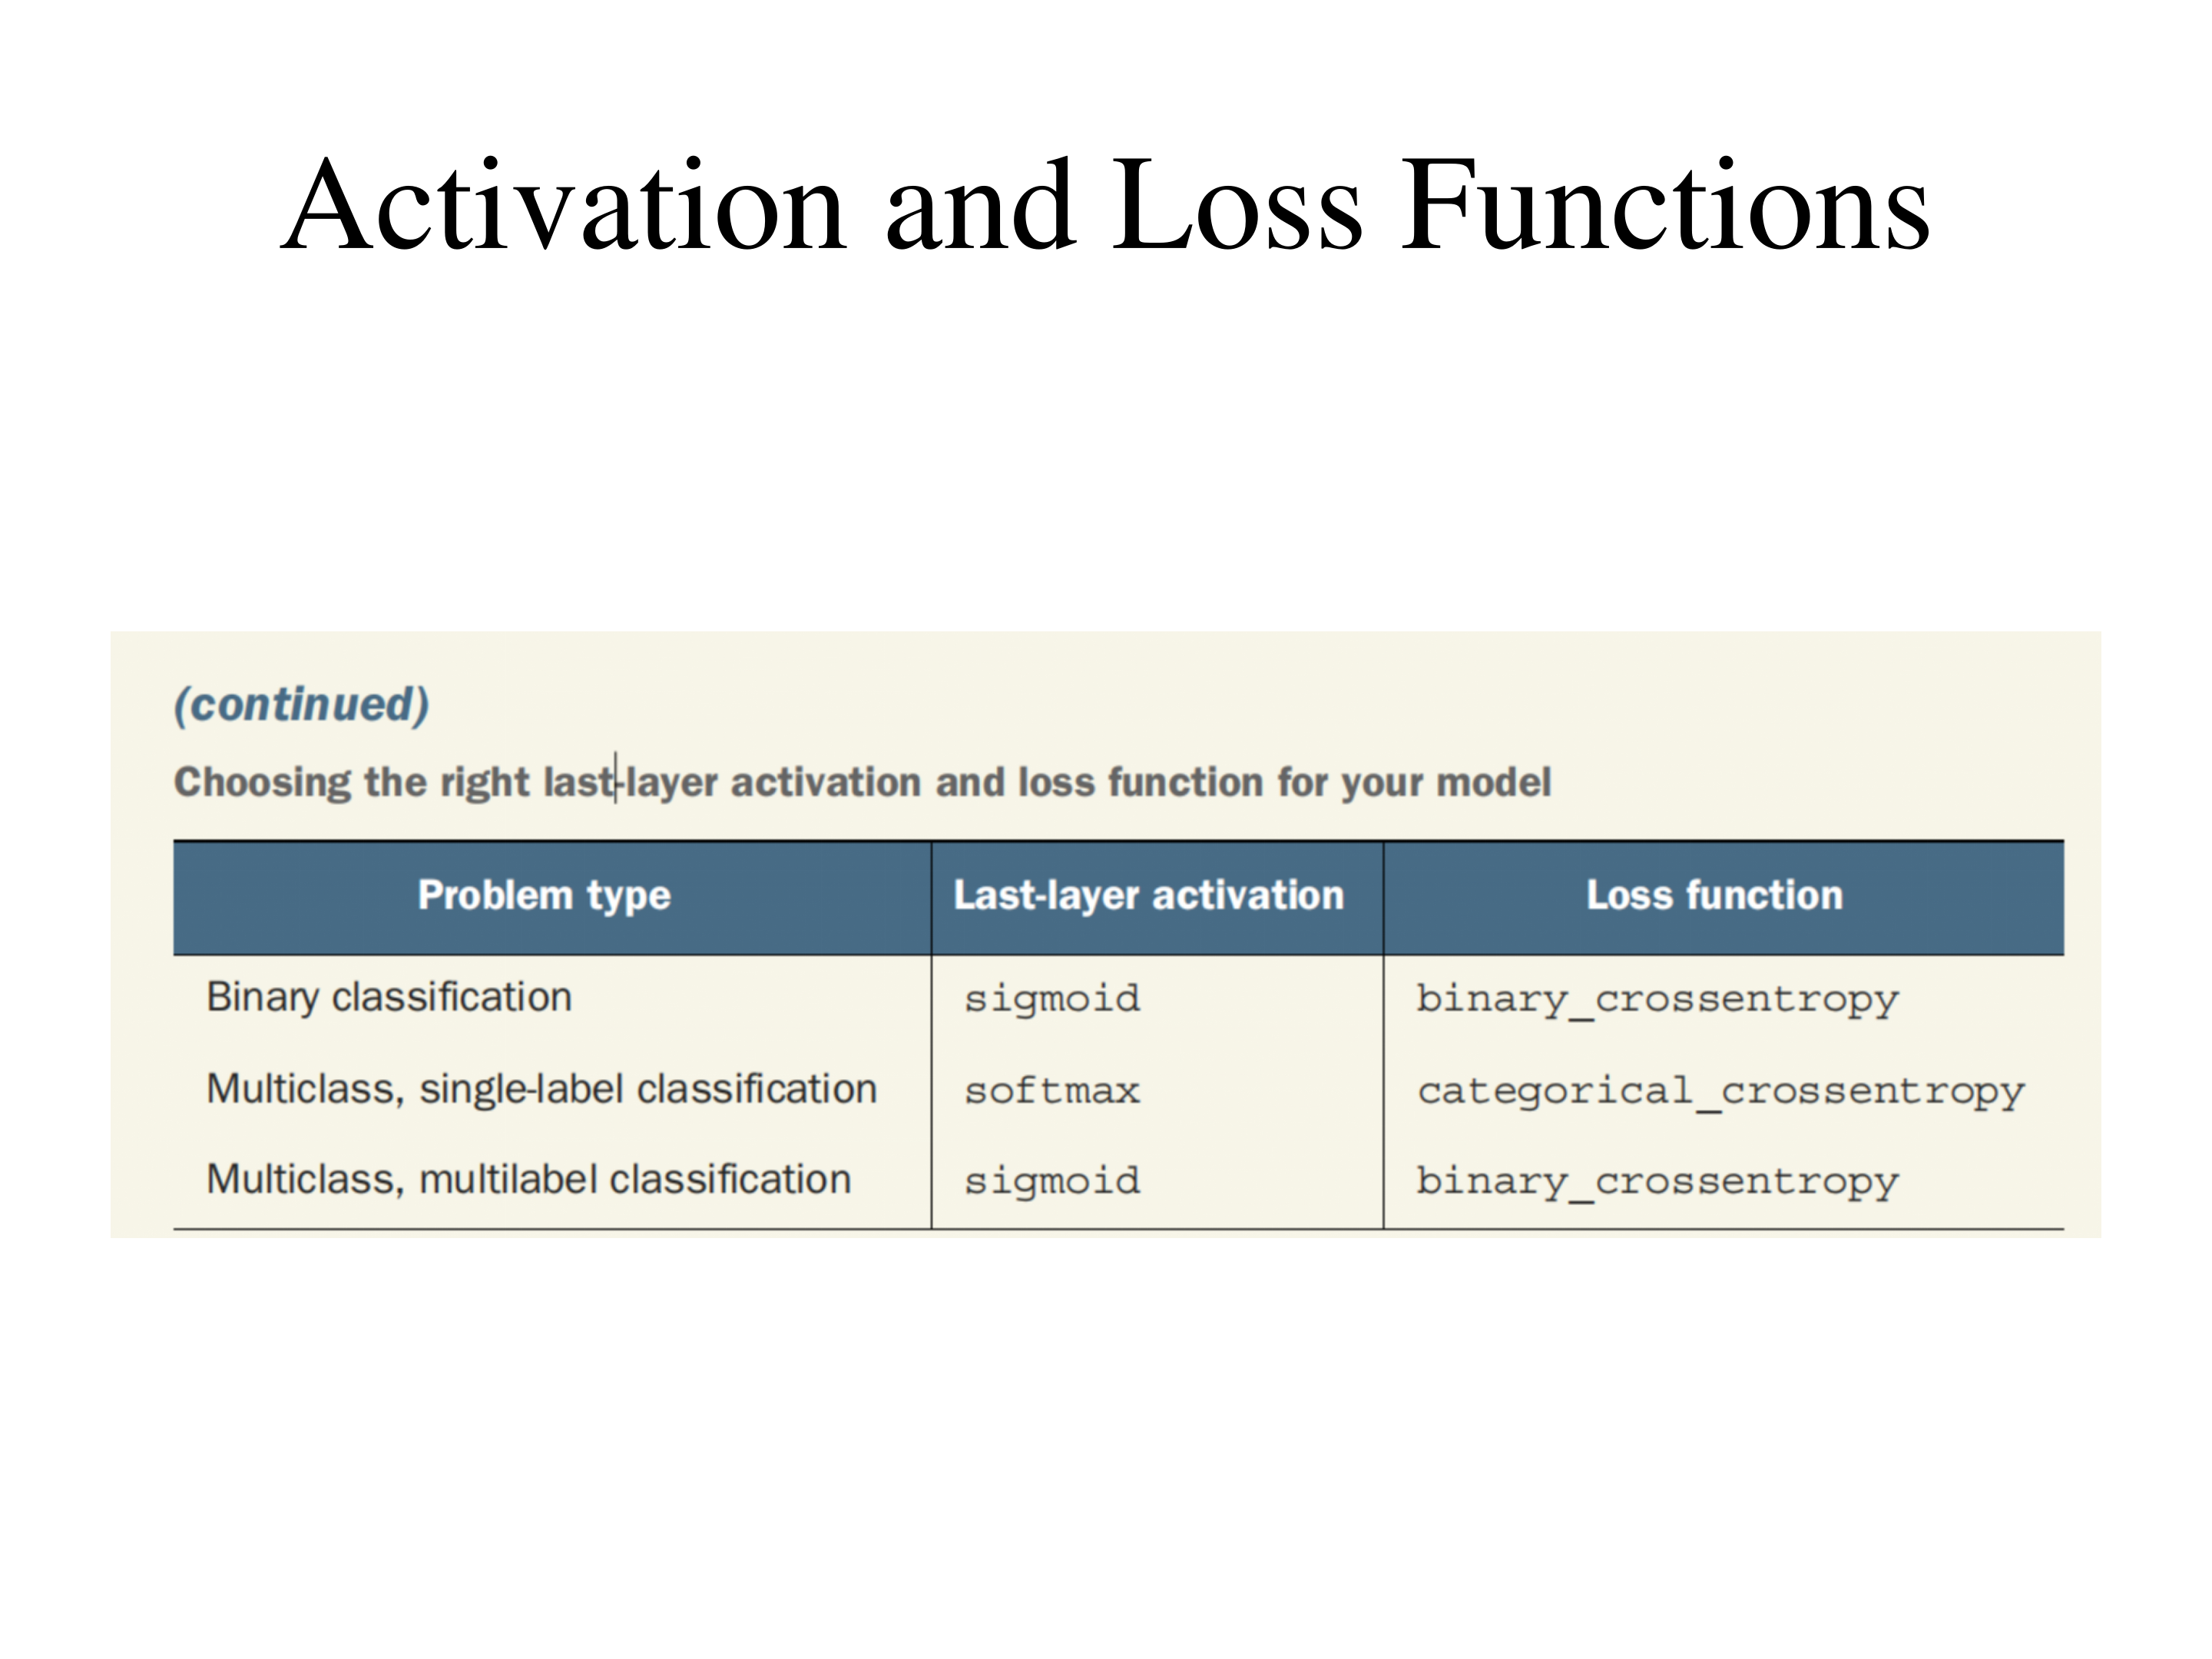 Activation and Loss Functions
(continued)
Choosing the right last-layer activation and loss function for your model
Problem type Last-layer activation Loss function
Binary classification sigmoid binary_crossentropy
Multiclass, single-label classification softmax categorical_crossentropy
Multiclass, multilabel classification sigmoid binary_crossentropy